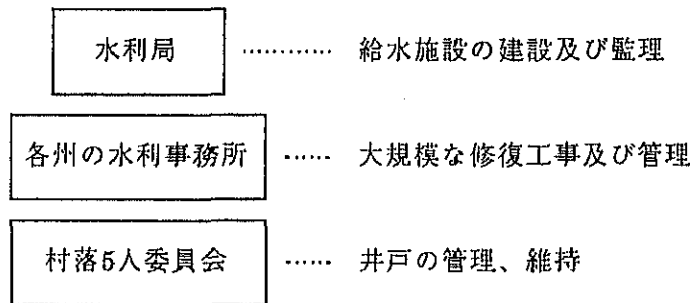 水利局 ………… 給水施設の建設及び監理
各州の水利事務所 …… 大規模な修復工事及び管理
村落5人委員会 …… 井戸の管理、維持